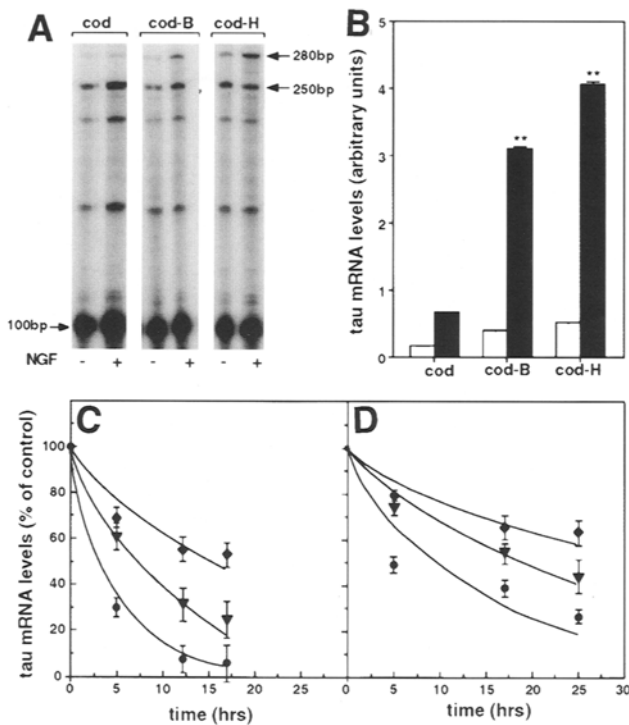 A
cod
cod-B
cod-H
280bp
250bp
100bp
NGF
- + - + - +
B
tau mRNA levels (arbitrary units)
5
4
3
2
1
0
**
**
cod
cod-B
cod-H
C
tau mRNA levels (% of control)
100
80
60
40
20
0
0 5 10 15 20 25
time (hrs)
D
0 5 10 15 20 25 30
time (hrs)